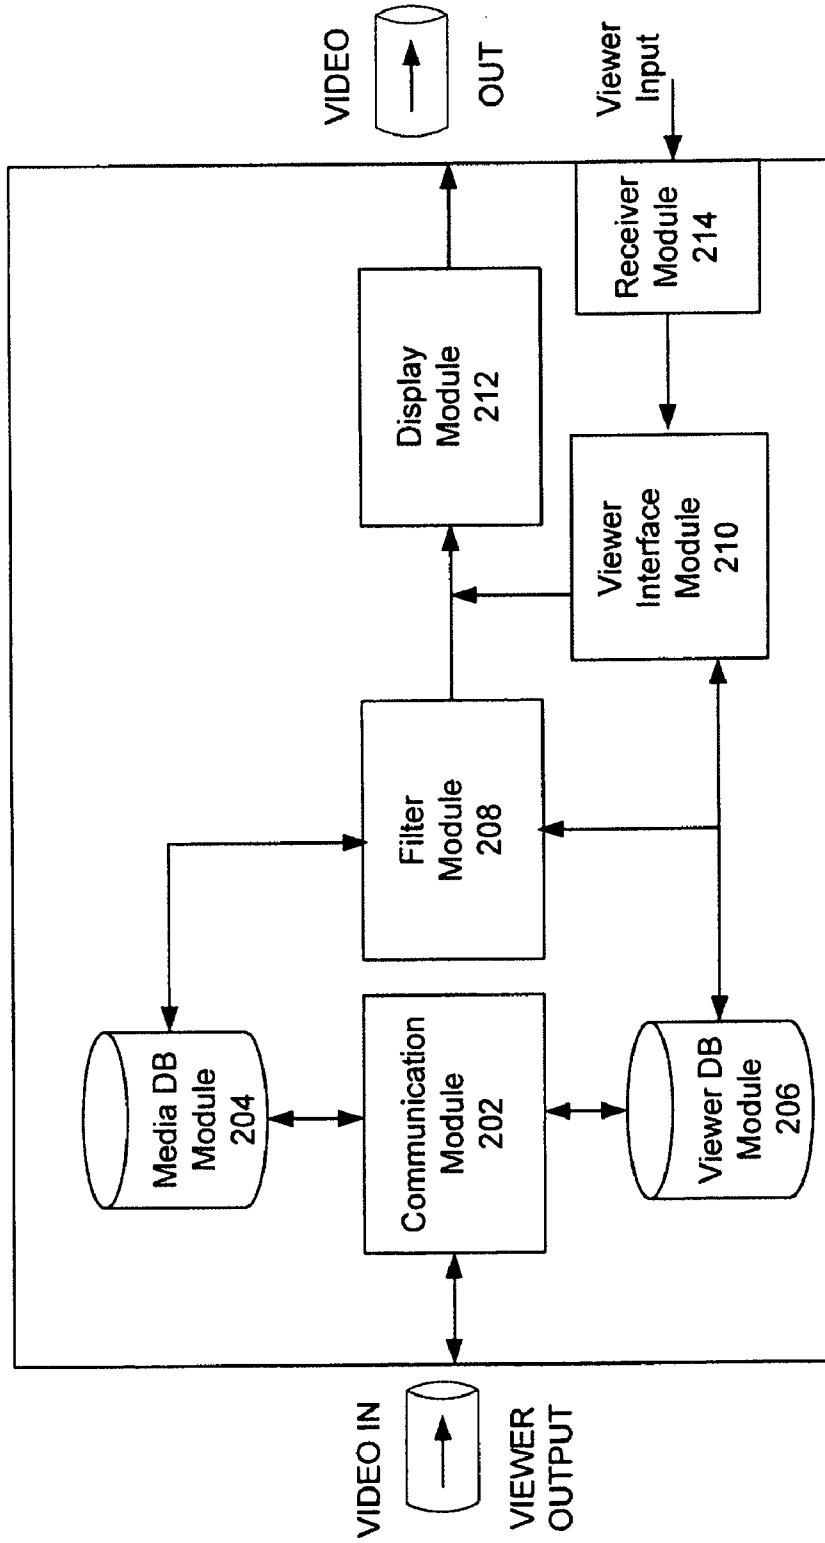 VIDEO IN
VIEWER
OUTPUT
Media DB
Module
204
Communication
Module
202
Viewer DB
Module
206
Filter
Module
208
Display
Module
212
Viewer
Interface
Module
210
Receiver
Module
214
VIDEO
OUT
Viewer
Input